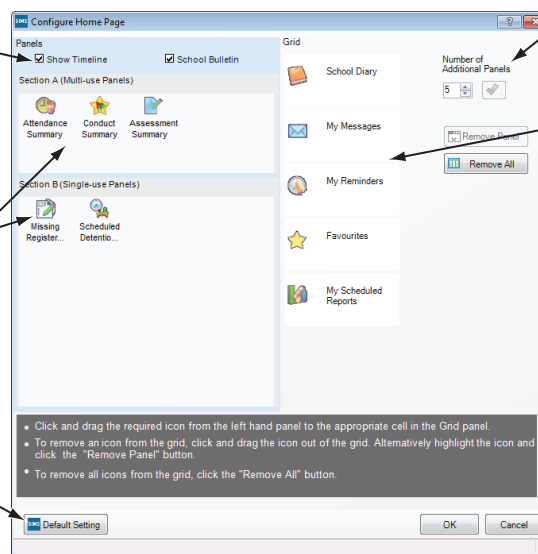 SIMS Configure Home Page
?
Panels
Show Timeline
School Bulletin
Section A (Multi-use Panels)
Attendance Summary
Conduct Summary
Assessment Summary
Section B (Single-use Panels)
Missing Register...
Scheduled Detentio...
Grid
School Diary
My Messages
My Reminders
Favourites
My Scheduled
Reports
Number of
Additional Panels
5
Remove Panel
Remove All
• Click and drag the required icon from the left hand panel to the appropriate cell in the Grid panel.
• To remove an icon from the grid, click and drag the icon out of the grid. Alternatively highlight the icon and
click the "Remove Panel" button.
• To remove all icons from the grid, click the "Remove All" button.
SIMS Default Setting
OK
Cancel